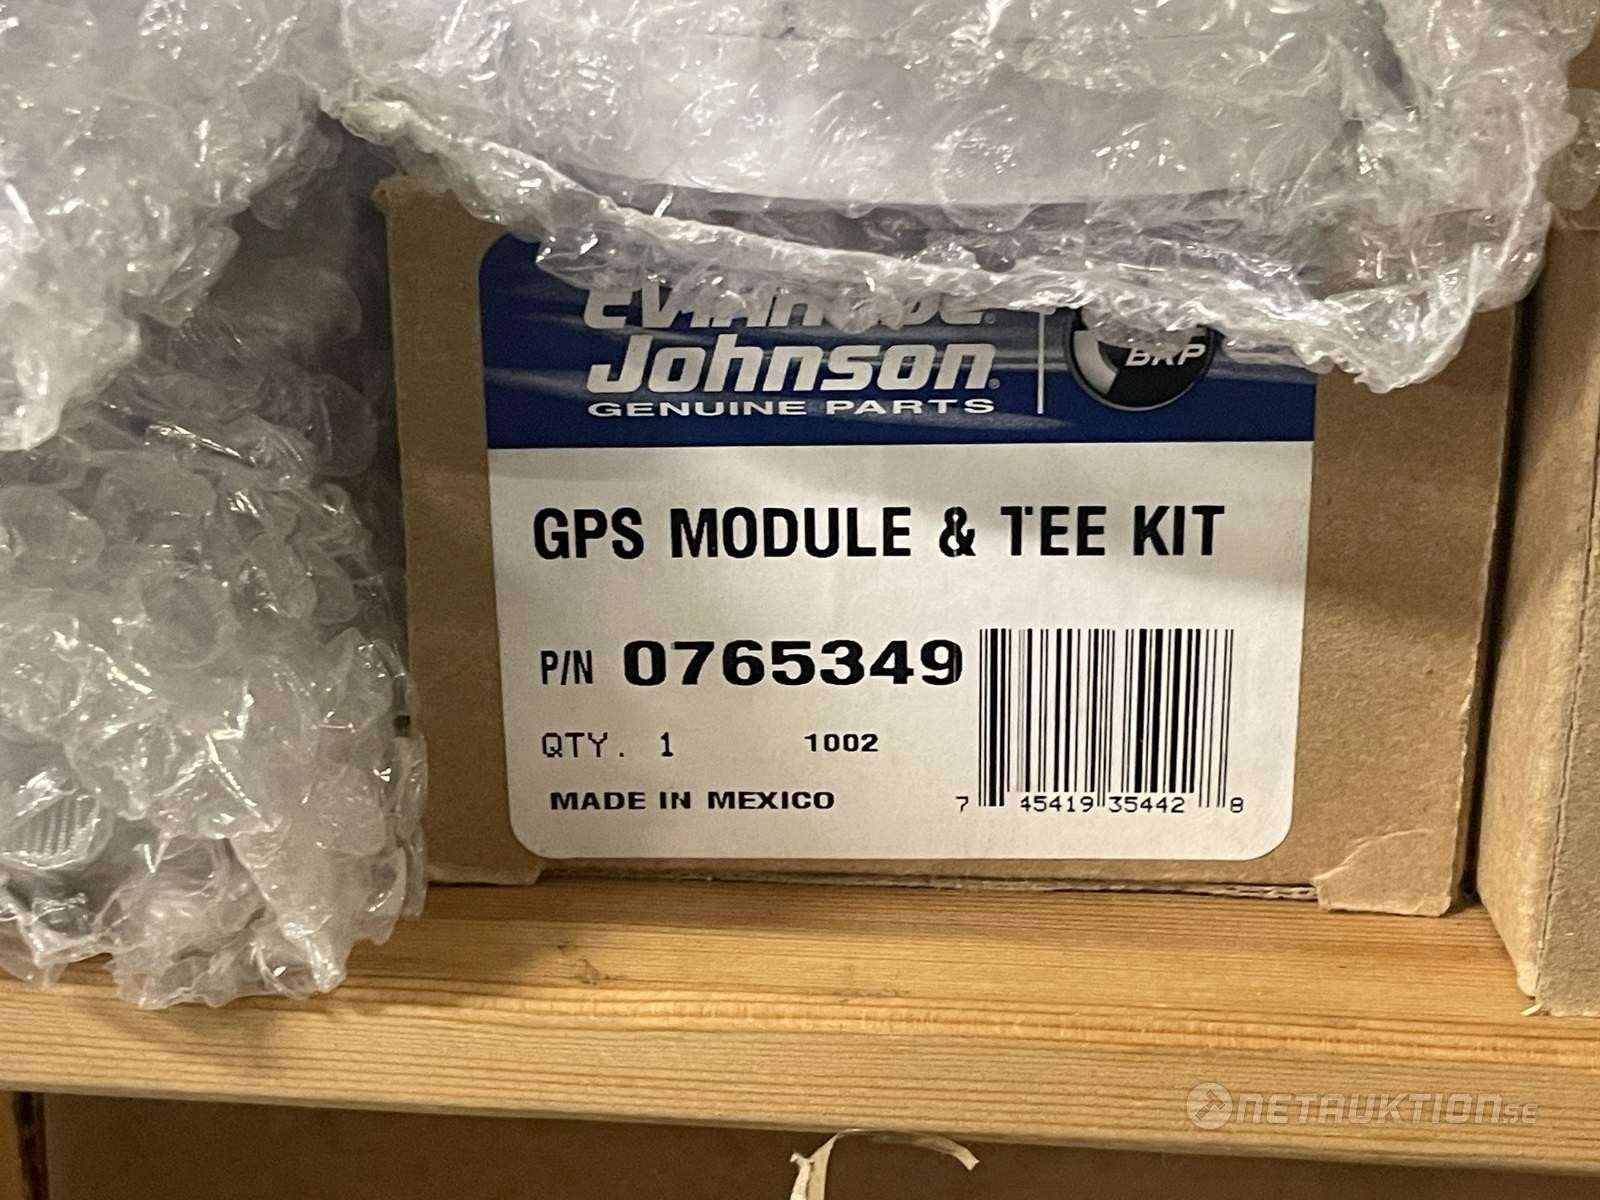 EVINRUDE
Johnson
GENUINE PARTS
BRP
GPS MODULE & TEE KIT
P/N 0765349
QTY. 1 1002
MADE IN MEXICO
7 45419 35442 8
NETAUKTION.SE